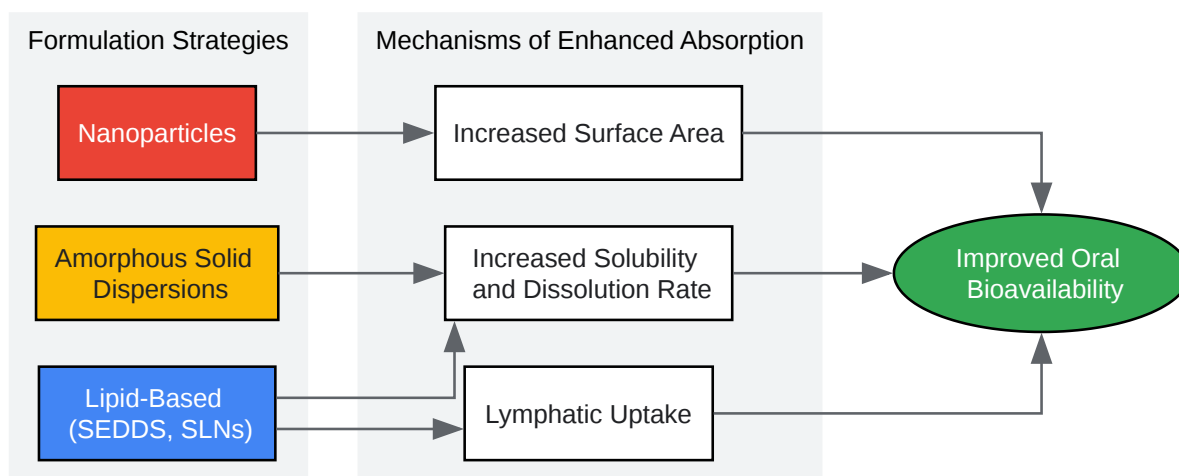 Formulation Strategies
Mechanisms of Enhanced Absorption
Nanoparticles
Increased Surface Area
Amorphous Solid
Dispersions
Increased Solubility
and Dissolution Rate
Improved Oral
Bioavailability
Lipid-Based
(SEDDS, SLNs)
Lymphatic Uptake